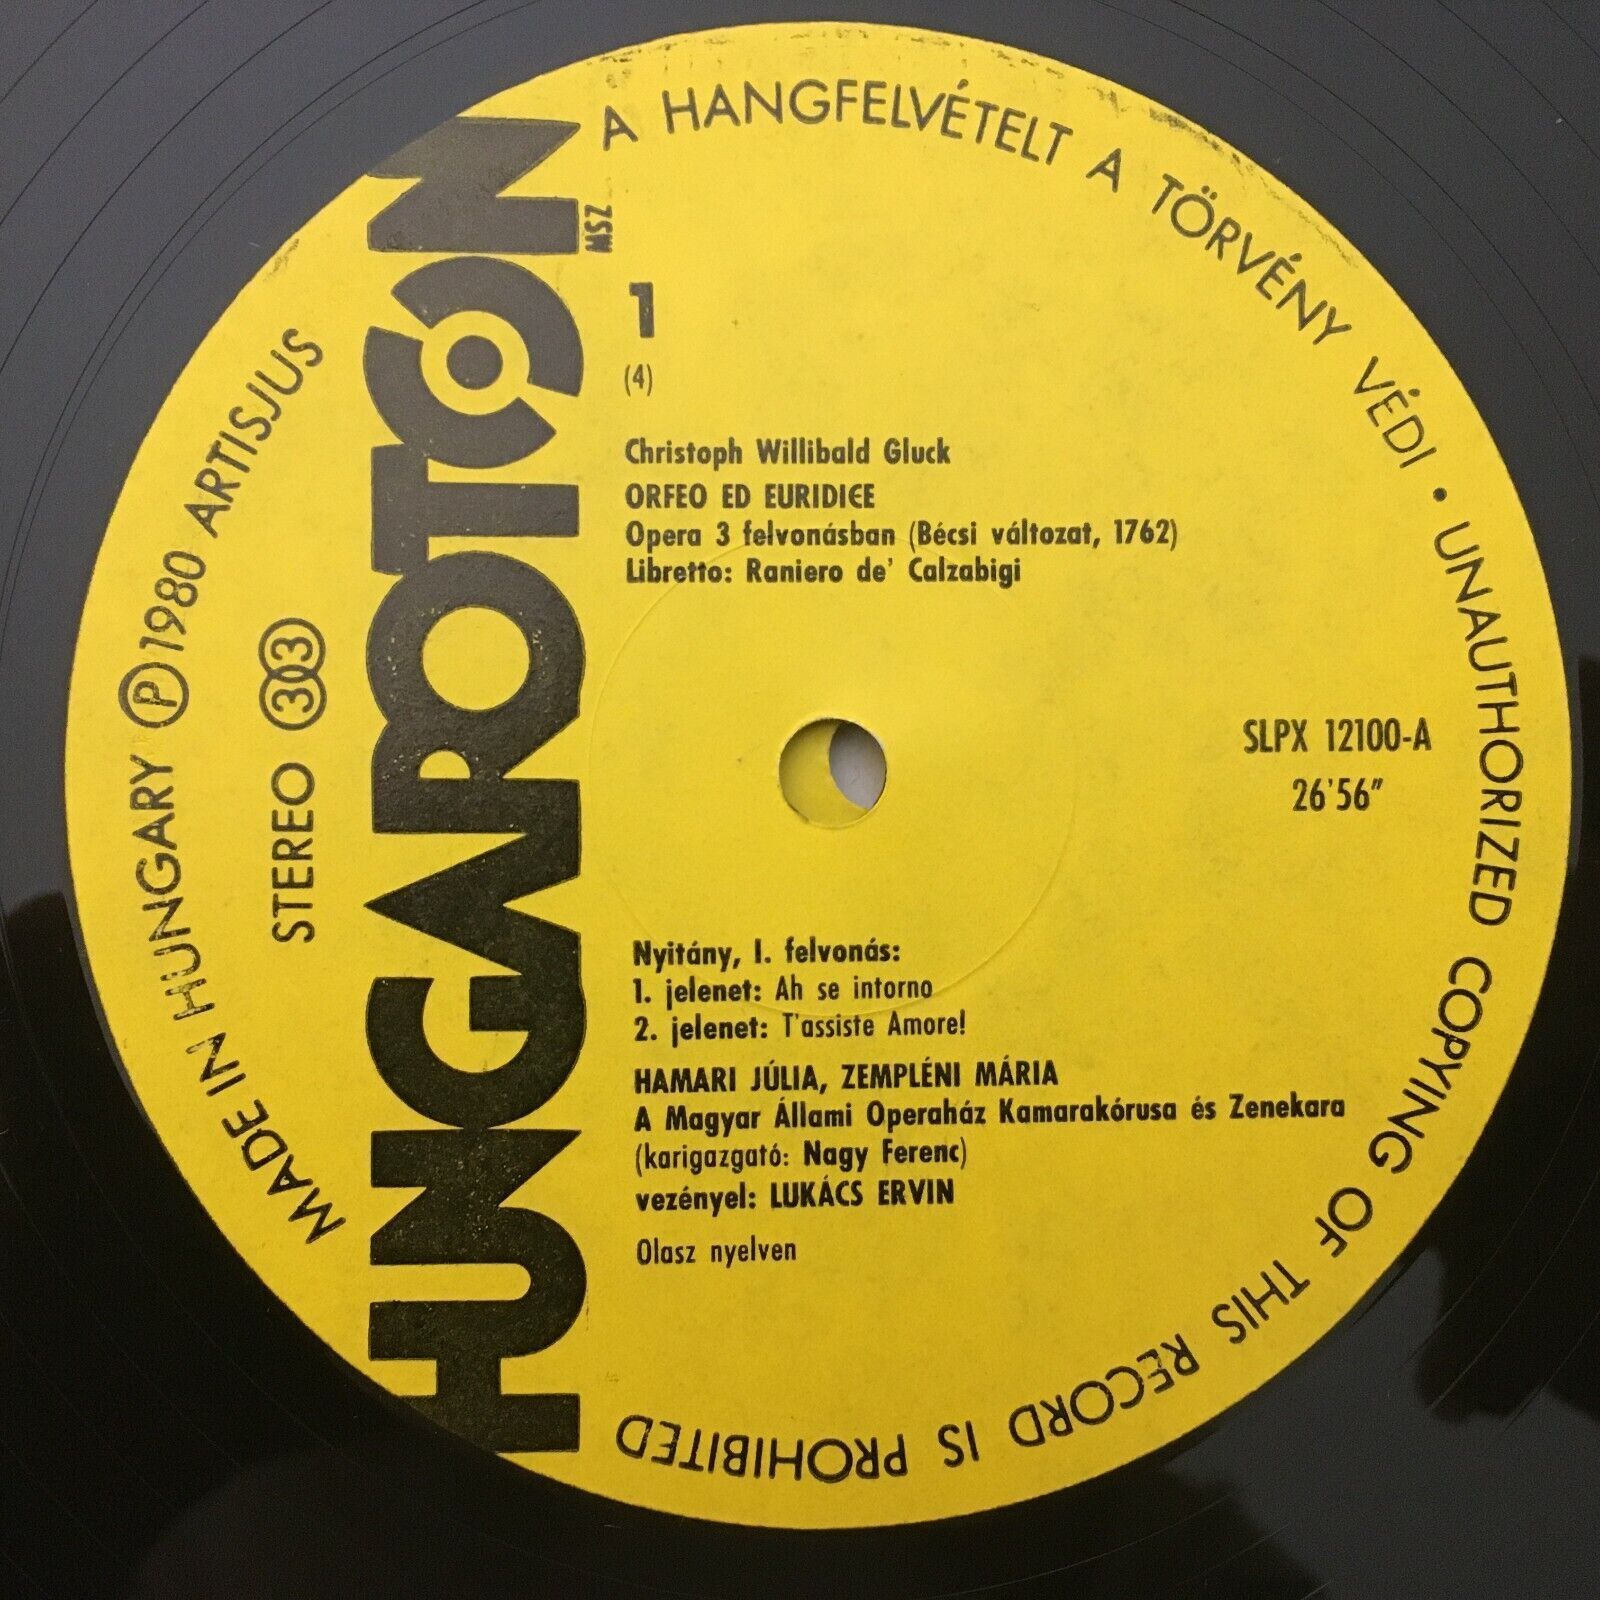 HUNGAROTON
MSZ
1
(4)
Christoph Willibald Gluck
ORFEO ED EURIDICE
Opera 3 felvonásban (Bécsi változat, 1762)
Libretto: Raniero de' Calzabigi
STEREO 33
SLPX 12100-A
26'56"
Nyitány, I. felvonás:
1. jelenet: Ah se intorno
2. jelenet: T'assiste Amore!
HAMARI JÚLIA, ZEMPLÉNI MÁRIA
A Magyar Állami Operaház Kamarakórusa és Zenekara
(karigazgató: Nagy Ferenc)
vezényel: LUKÁCS ERVIN
Olasz nyelven
MADE IN HUNGARY Ⓟ 1980 ARTISJUS
A HANGFELVÉTELT A TÖRVÉNY VÉDI • UNAUTHORIZED COPYING OF THIS RECORD IS PROHIBITED